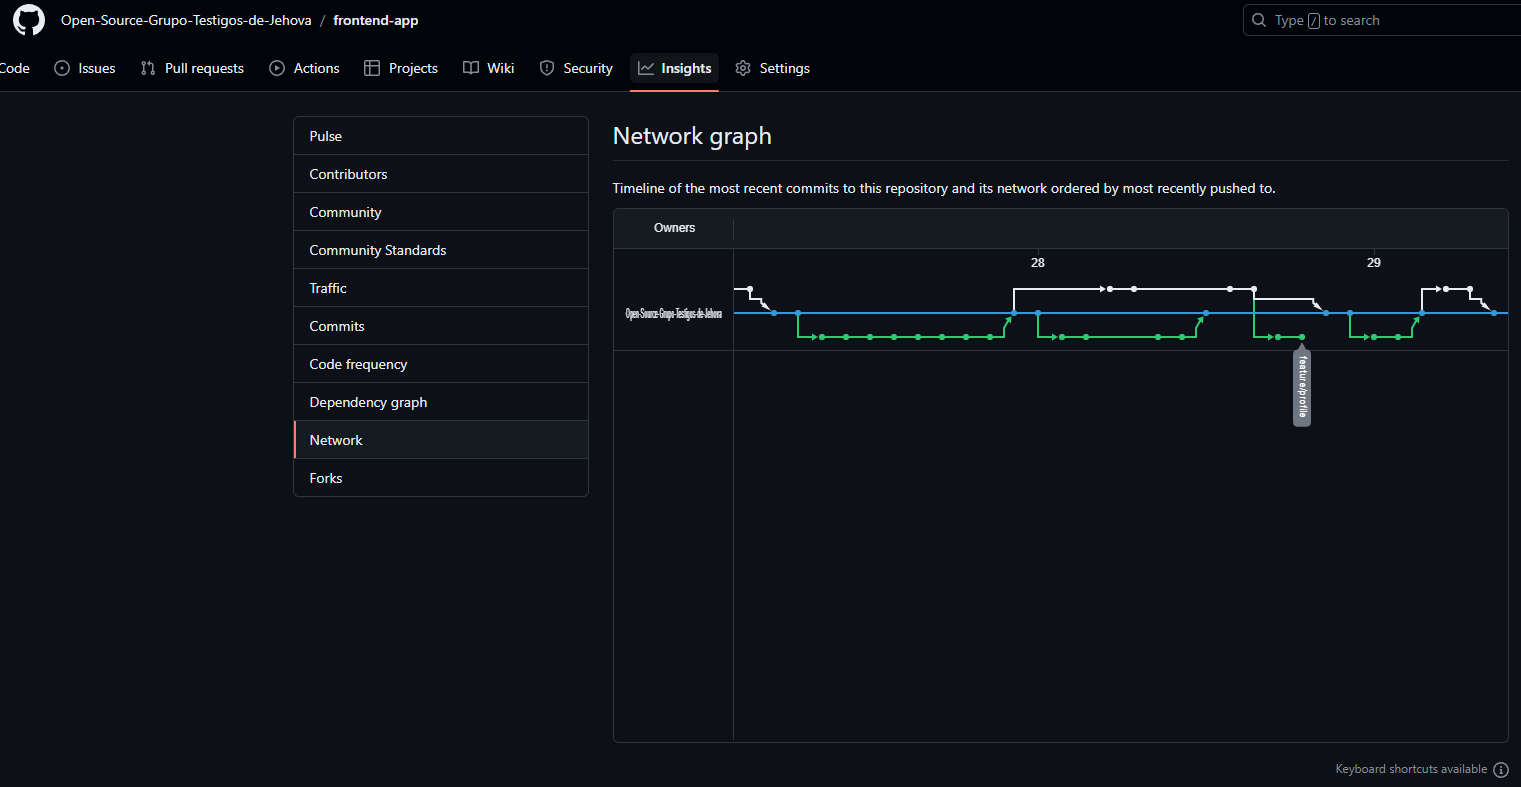 Open-Source-Grupo-Testigos-de-Jehova / frontend-app
Type / to search
Code Issues Pull requests Actions Projects Wiki Security Insights Settings
Pulse
Contributors
Community
Community Standards
Traffic
Commits
Code frequency
Dependency graph
Network
Forks
Network graph
Timeline of the most recent commits to this repository and its network ordered by most recently pushed to.
Owners
28 29
Open-Source-Grupo-Testigos-de-Jehova
feature/profile
Keyboard shortcuts available